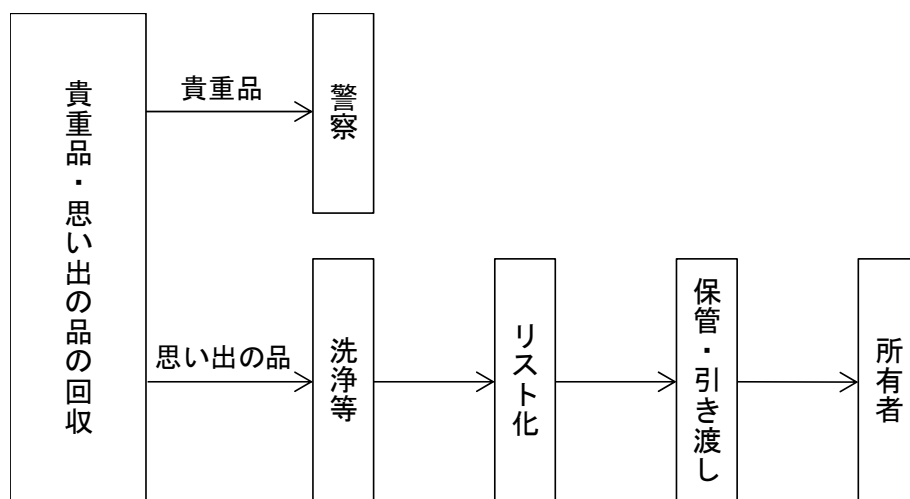 貴重品・思い出の品の回収
貴重品
警察
思い出の品
洗浄等
リスト化
保管・引き渡し
所有者